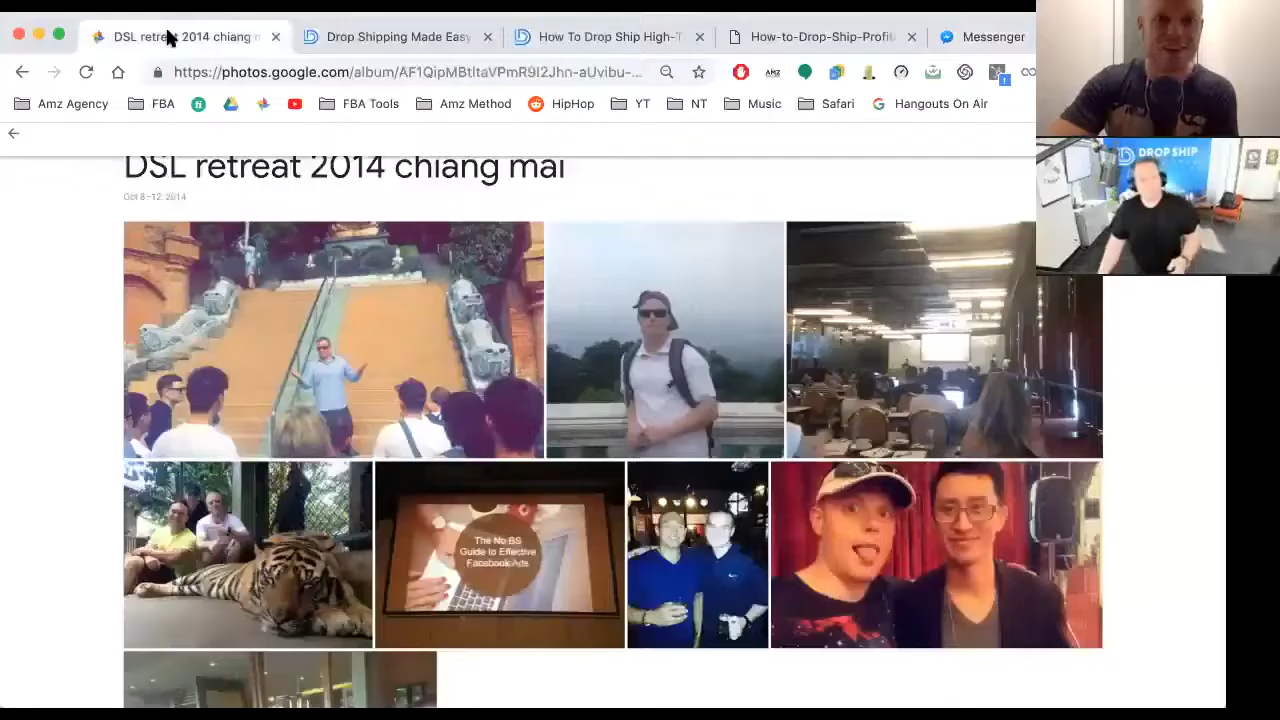 DSL retreat 2014 chiang m
Drop Shipping Made Easy
How To Drop Ship High-T
How-to-Drop-Ship-Profit
Messenger
https://photos.google.com/album/AF1QipMBtltaVPmR9I2Jhn-aUvibu-...
Amz Agency
FBA
fi
FBA Tools
Amz Method
HipHop
YT
NT
Music
Safari
Hangouts On Air
AMZ
DROP SHIP
DSL retreat 2014 chiang mai
Oct 8–12, 2014
The No BS
Guide to Effective
Facebook Ads